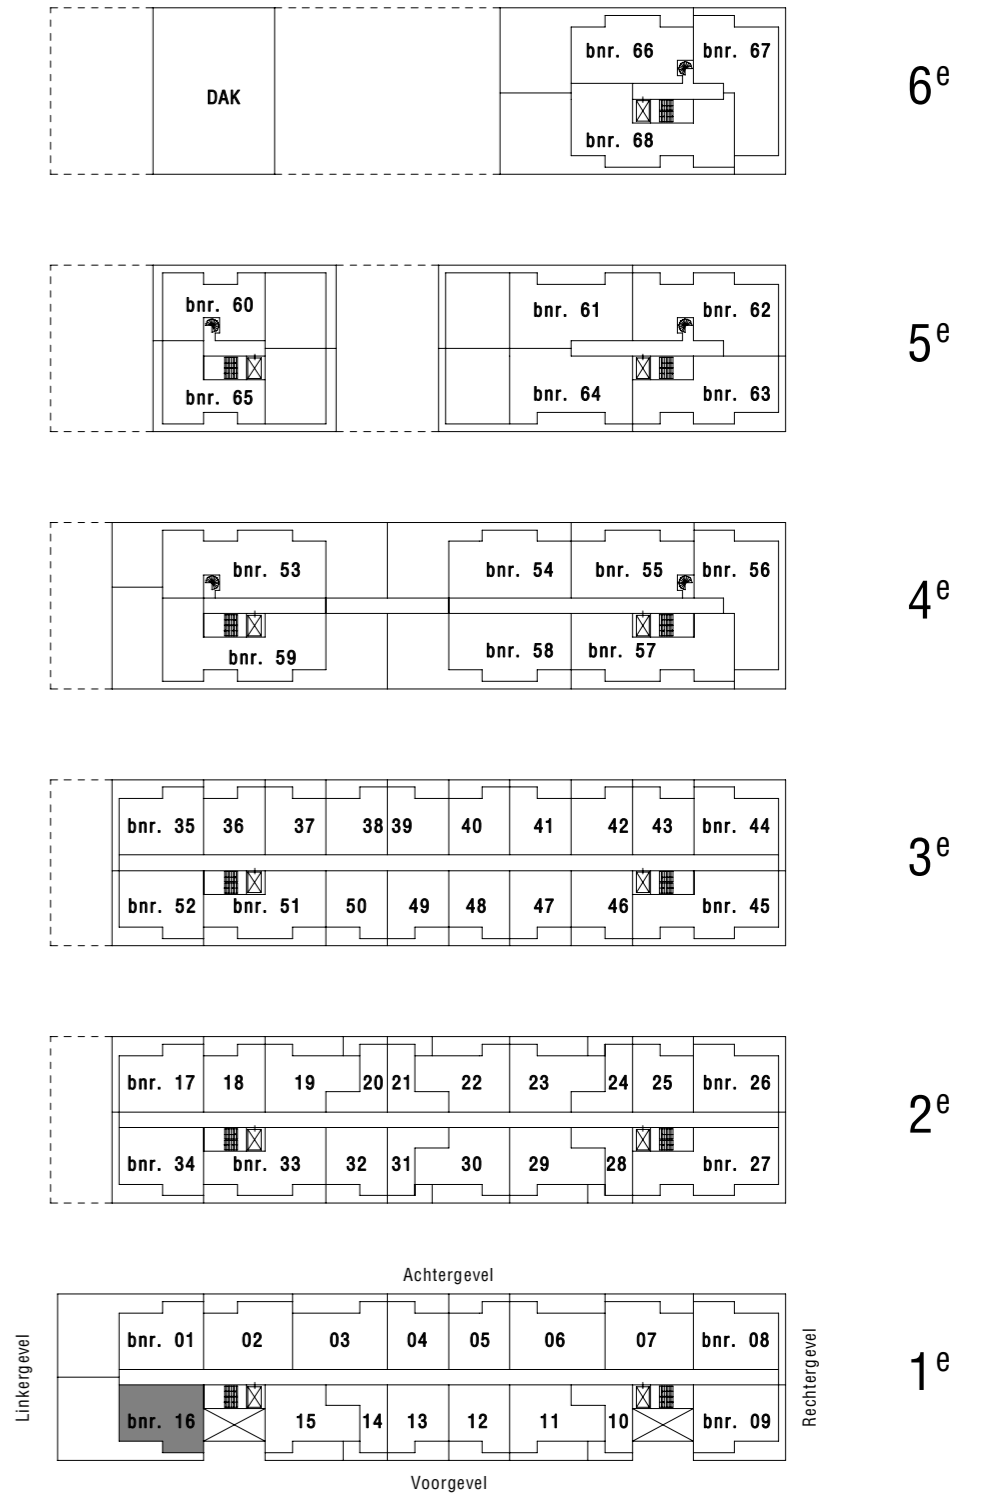 bnr. 66 bnr. 67
6e
DAK
bnr. 68
bnr. 60 bnr. 61 bnr. 62
5e
bnr. 65 bnr. 64 bnr. 63
bnr. 53 bnr. 54 bnr. 55 bnr. 56
4e
bnr. 59 bnr. 58 bnr. 57
bnr. 35 36 37 38 39 40 41 42 43 bnr. 44
3e
bnr. 52 bnr. 51 50 49 48 47 46 bnr. 45
bnr. 17 18 19 20 21 22 23 24 25 bnr. 26
2e
bnr. 34 bnr. 33 32 31 30 29 28 bnr. 27
Achtergevel
bnr. 01 02 03 04 05 06 07 bnr. 08
Linkergevel
Rechtergevel
1e
bnr. 16 15 14 13 12 11 10 bnr. 09
Voorgevel